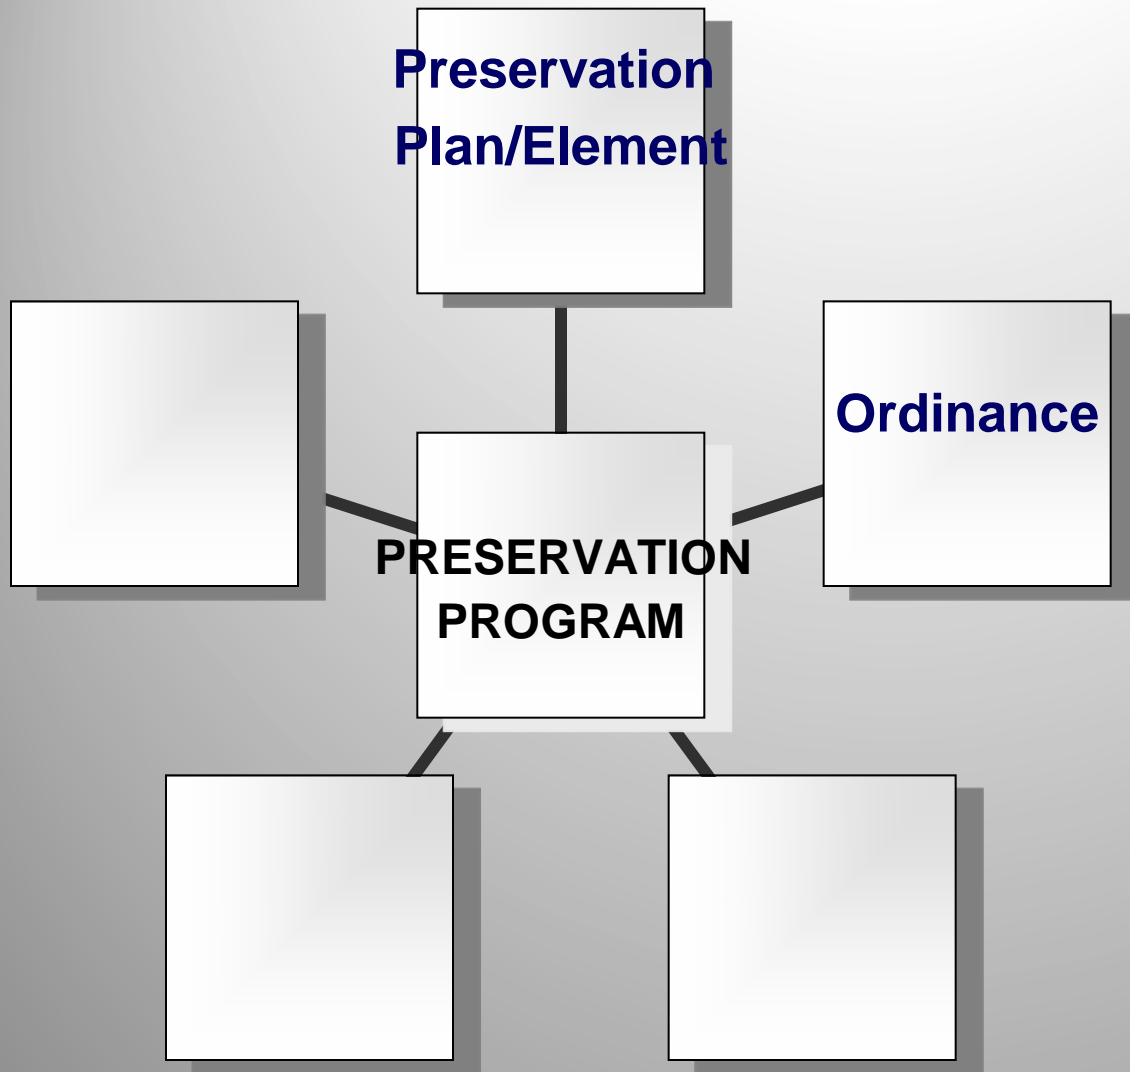 Preservation
Plan/Element
Ordinance
PRESERVATION
PROGRAM